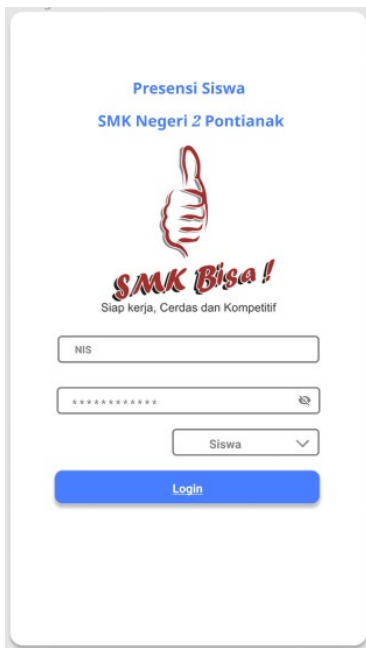 Presensi Siswa
SMK Negeri 2 Pontianak
SMK Bisa !
Siap kerja, Cerdas dan Kompetitif
NIS
************
Siswa
Login